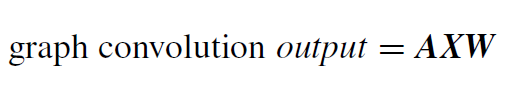 graph convolution output = AXW